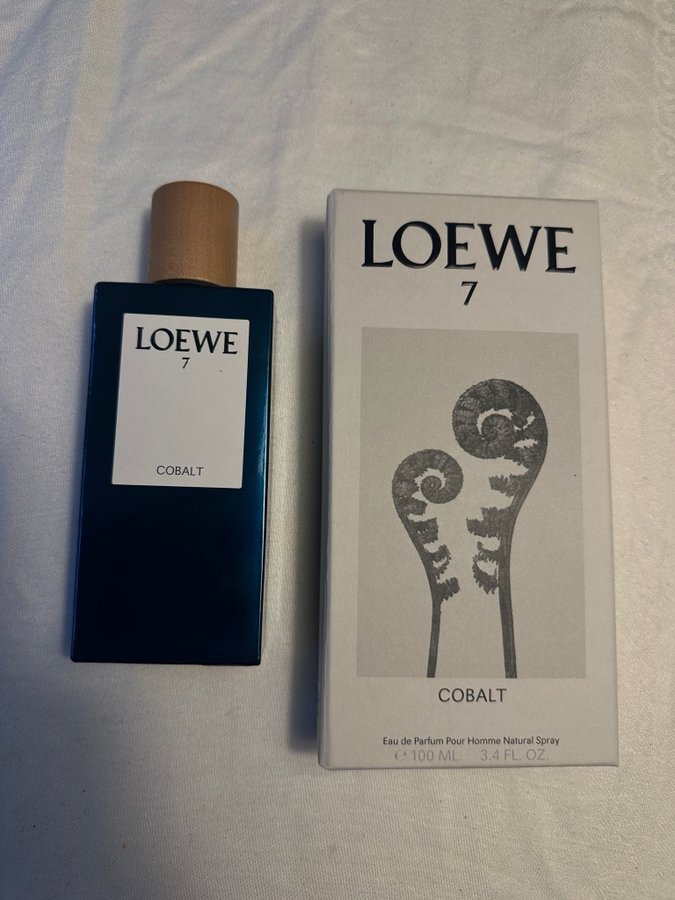 LOEWE
7
COBALT
LOEWE
7
COBALT
Eau de Parfum Pour Homme Natural Spray
℮ 100 ML. 3.4 FL. OZ.